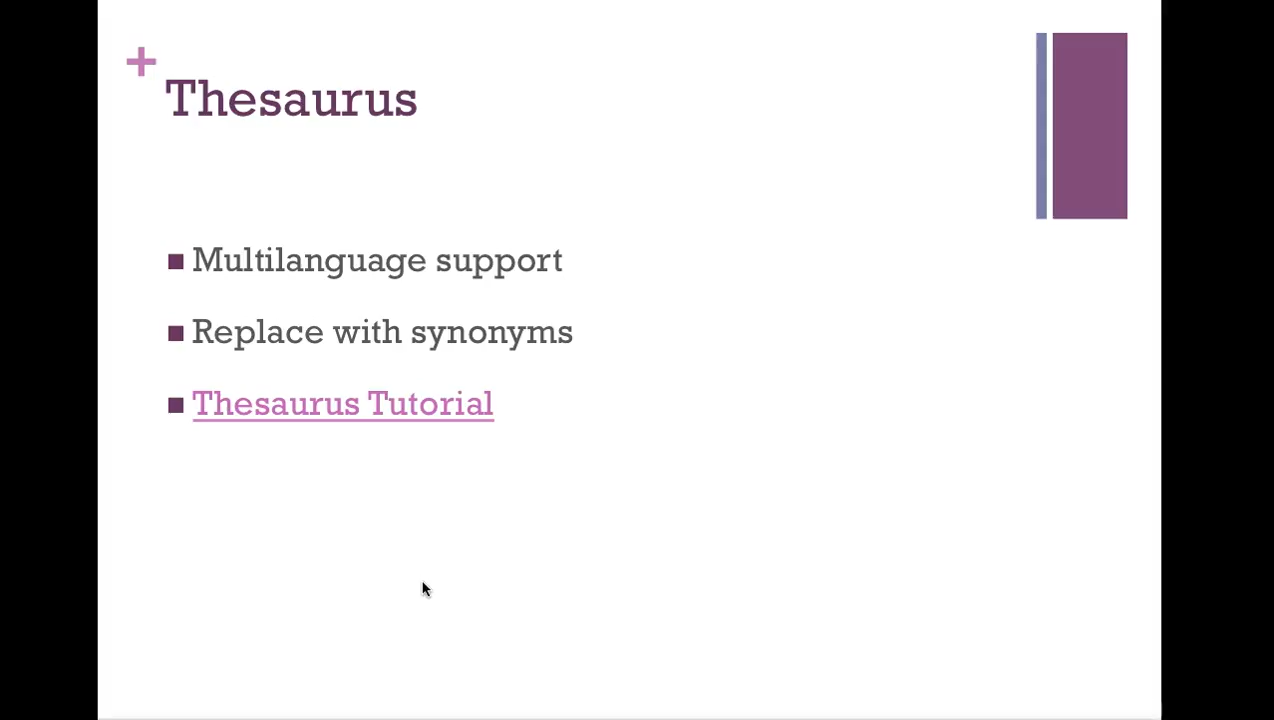 +
Thesaurus
Multilanguage support
Replace with synonyms
Thesaurus Tutorial